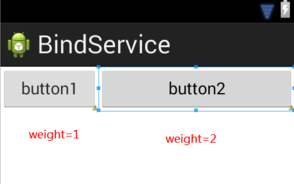 BindService
button1 button2
weight=1 weight=2